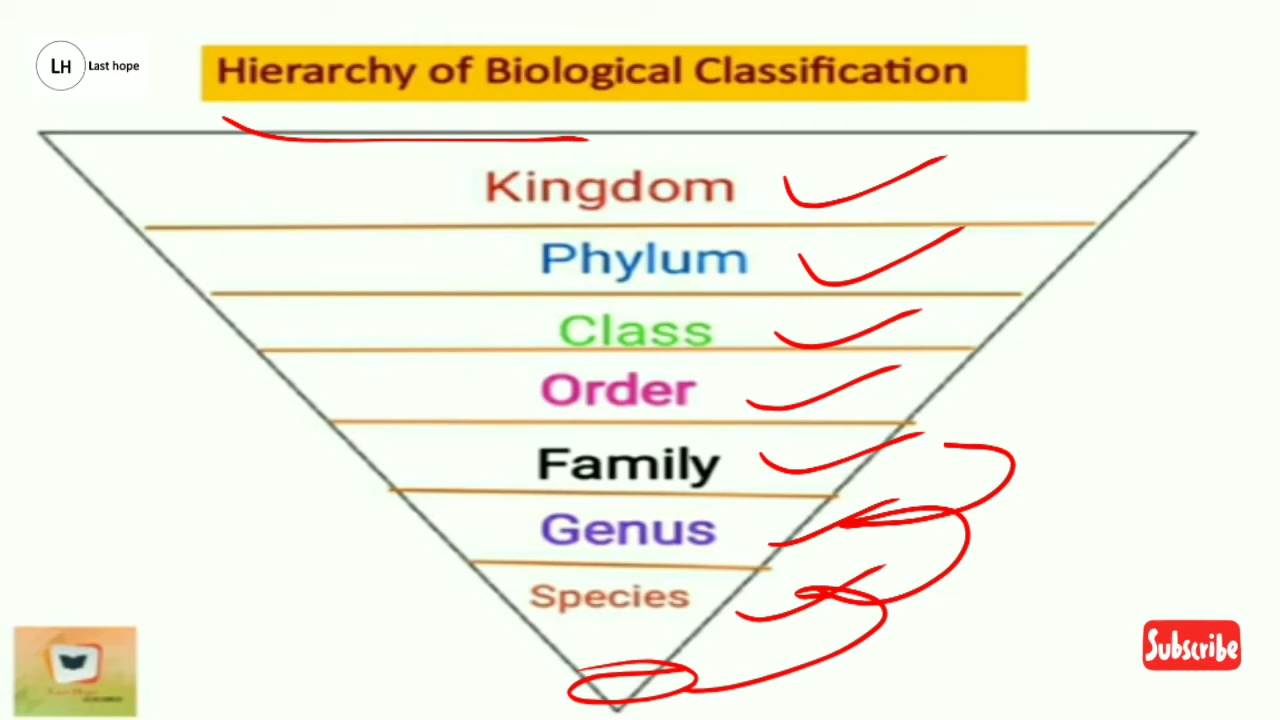 LH Last hope
Hierarchy of Biological Classification
Kingdom
Phylum
Class
Order
Family
Genus
Species
Subscribe